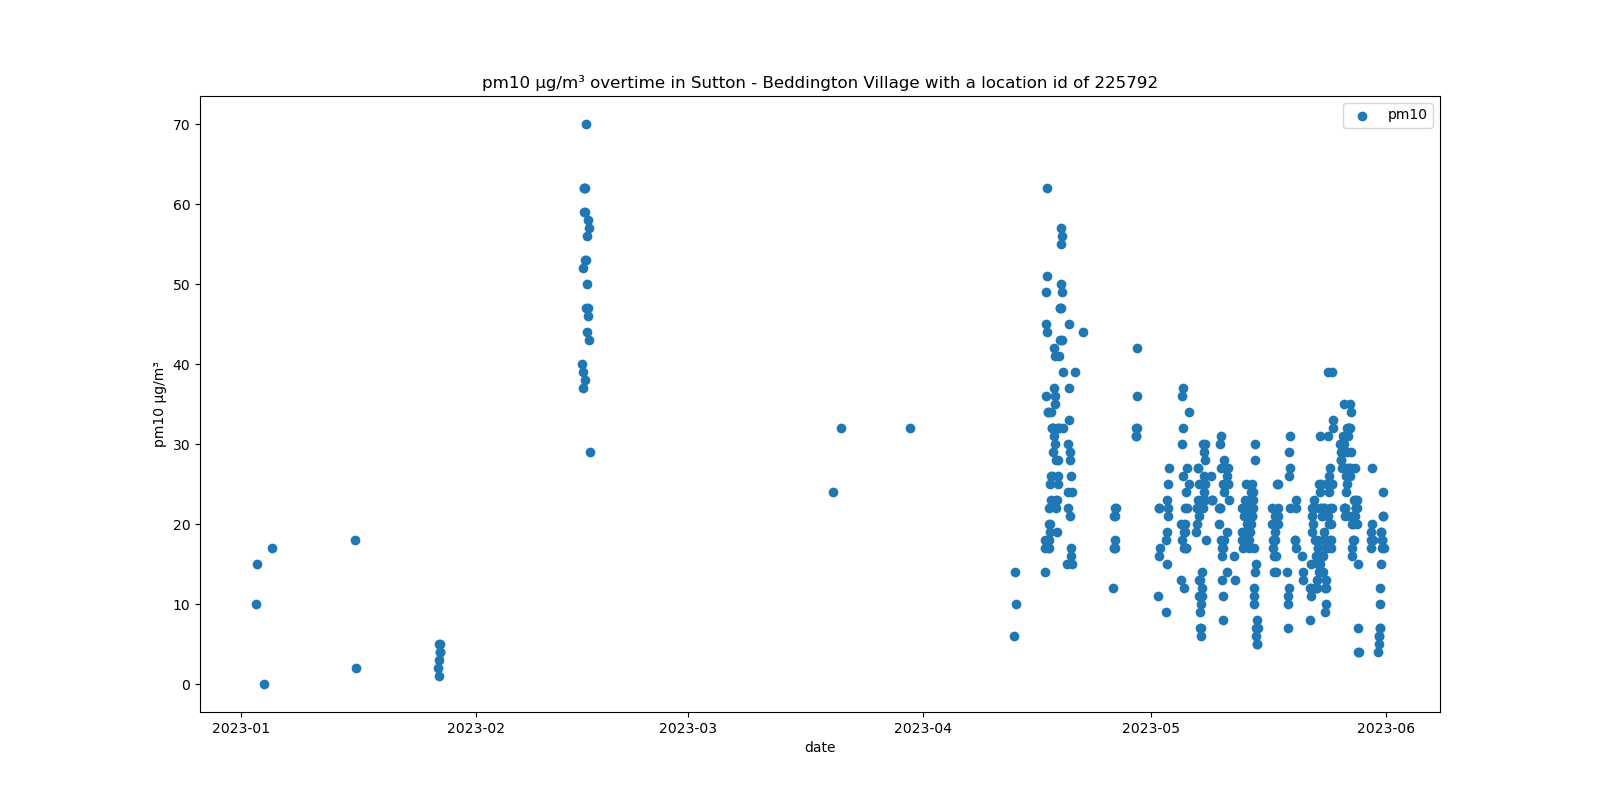 pm10 µg/m³ overtime in Sutton - Beddington Village with a location id of 225792
pm10
70
60
50
40
30
20
10
0
pm10 µg/m³
2023-01 2023-02 2023-03 2023-04 2023-05 2023-06
date